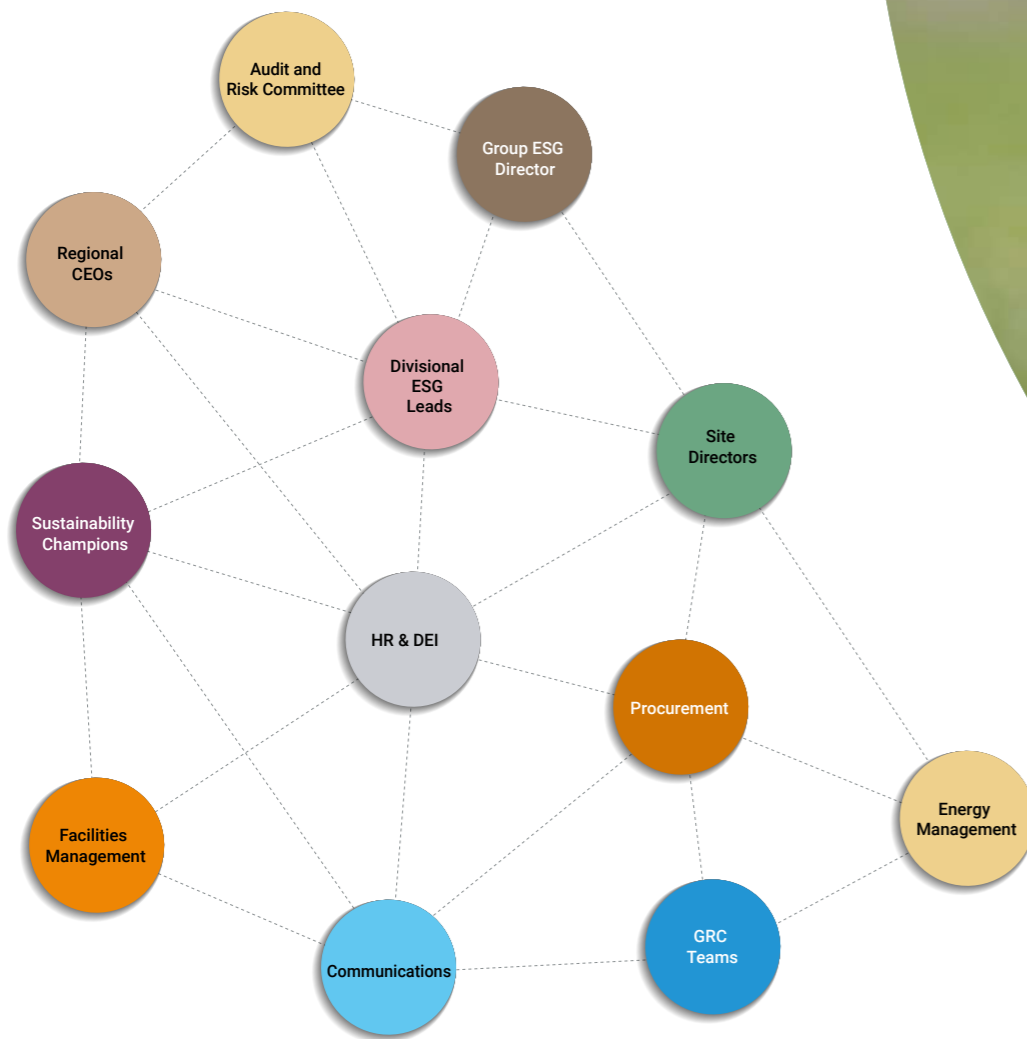 Audit and
Risk Committee
Group ESG
Director
Regional
CEOs
Divisional
ESG
Leads
Site
Directors
Sustainability
Champions
HR & DEI
Procurement
Facilities
Management
Energy
Management
GRC
Teams
Communications